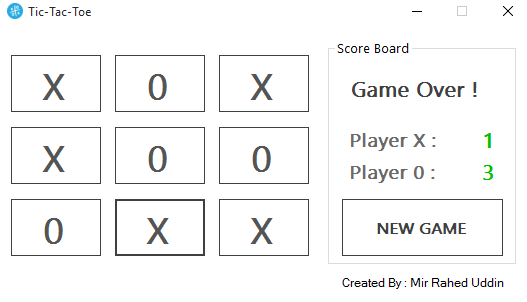 Tic-Tac-Toe
Score Board
X 0 X
Game Over !
X 0 0
Player X : 1
Player 0 : 3
0 X X
NEW GAME
Created By : Mir Rahed Uddin